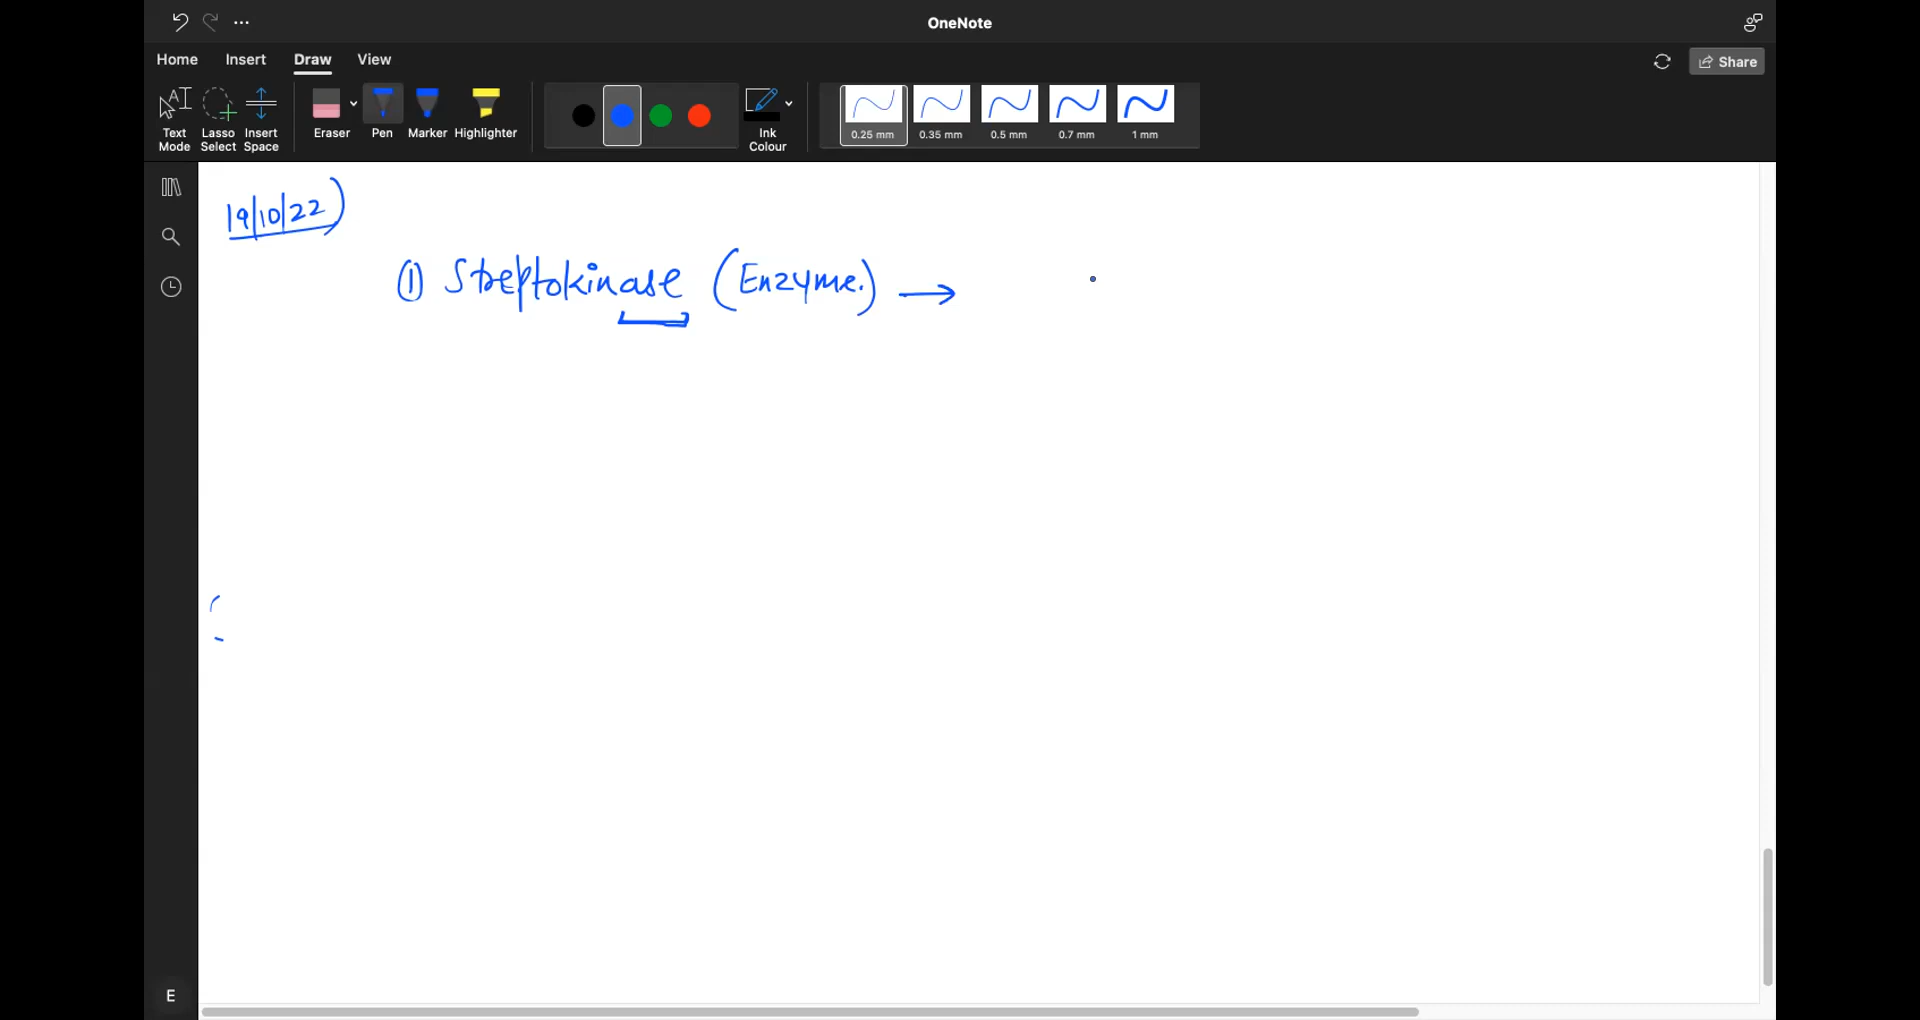 OneNote
Home Insert Draw View
Share
Text Mode Lasso Select Insert Space Eraser Pen Marker Highlighter Ink Colour 0.25 mm 0.35 mm 0.5 mm 0.7 mm 1 mm
19/10/22)
① Streptokinase (Enzyme.) →
E